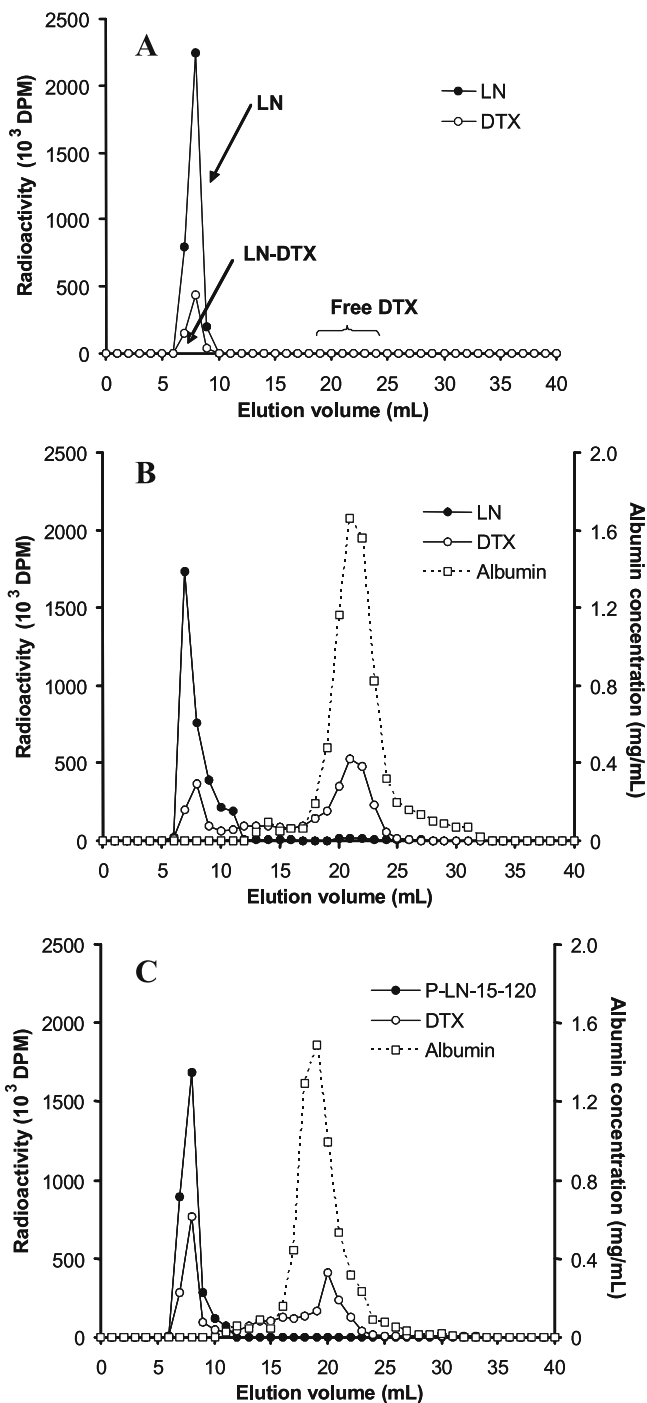 A
2500
2000
1500
1000
500
0
Radioactivity (10³ DPM)
LN
DTX
LN
LN-DTX
Free DTX
0 5 10 15 20 25 30 35 40
Elution volume (mL)
B
2500
2000
1500
1000
500
0
Radioactivity (10³ DPM)
LN
DTX
Albumin
2.0
1.6
1.2
0.8
0.4
0
Albumin concentration (mg/mL)
0 5 10 15 20 25 30 35 40
Elution volume (mL)
C
2500
2000
1500
1000
500
0
Radioactivity (10³ DPM)
P-LN-15-120
DTX
Albumin
2.0
1.6
1.2
0.8
0.4
0
Albumin concentration (mg/mL)
0 5 10 15 20 25 30 35 40
Elution volume (mL)